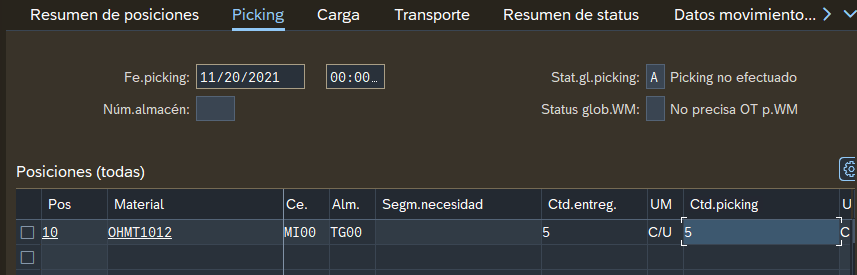 Resumen de posiciones Picking Carga Transporte Resumen de status Datos movimiento...
Fe.picking: 11/20/2021 00:00… Stat.gl.picking: A Picking no efectuado
Núm.almacén: Status glob.WM: No precisa OT p.WM
Posiciones (todas)
Pos Material Ce. Alm. Segm.necesidad Ctd.entreg. UM Ctd.picking U
10 OHMT1012 MI00 TG00 5 C/U 5 C